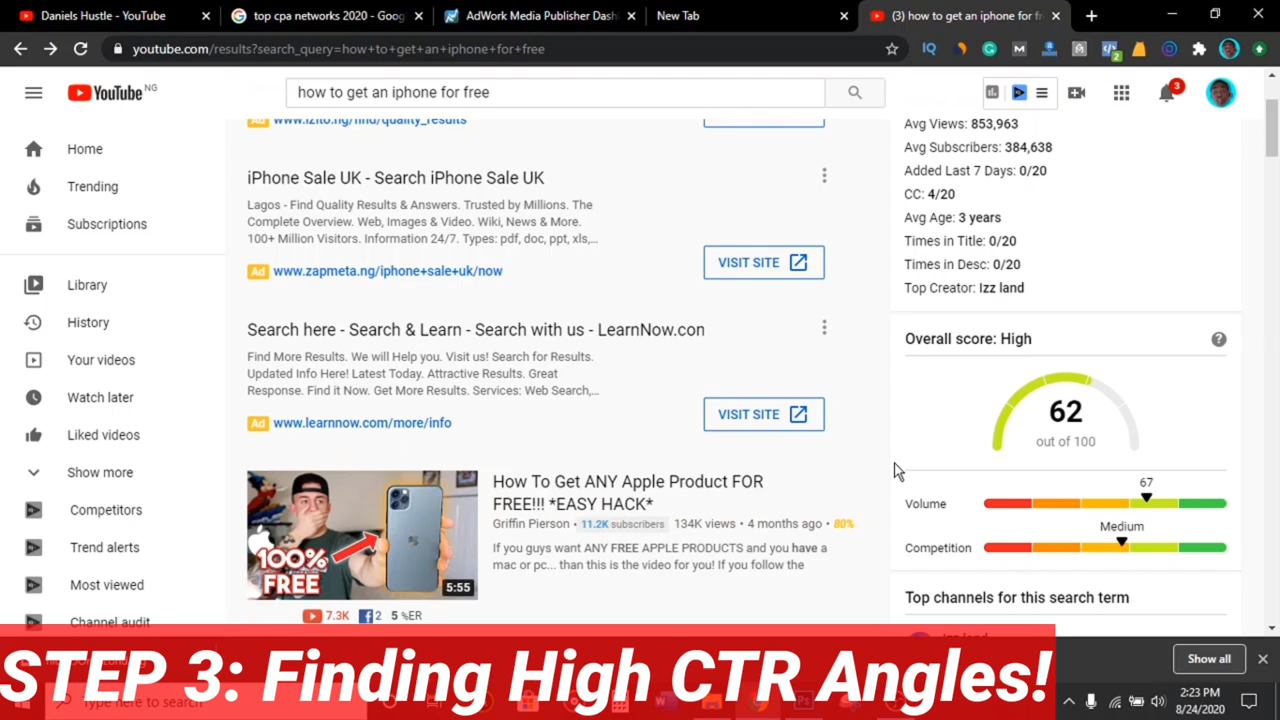 Daniels Hustle - YouTube
top cpa networks 2020 - Goog
AdWork Media Publisher Dash
New Tab
(3) how to get an iphone for fr
youtube.com/results?search_query=how+to+get+an+iphone+for+free
YouTube NG
how to get an iphone for free
3
2
Home
Trending
Subscriptions
Library
History
Your videos
Watch later
Liked videos
Show more
Competitors
Trend alerts
Most viewed
Channel audit
Ad www.izito.ng/find/quality_results
iPhone Sale UK - Search iPhone Sale UK
Lagos - Find Quality Results & Answers. Trusted by Millions. The
Complete Overview. Web, Images & Video. Wiki, News & More.
100+ Million Visitors. Information 24/7. Types: pdf, doc, ppt, xls,...
Ad www.zapmeta.ng/iphone+sale+uk/now
VISIT SITE
Search here - Search & Learn - Search with us - LearnNow.con
Find More Results. We will Help you. Visit us! Search for Results.
Updated Info Here! Latest Today. Attractive Results. Great
Response. Find it Now. Get More Results. Services: Web Search,...
Ad www.learnnow.com/more/info
VISIT SITE
100%
FREE
5:55
How To Get ANY Apple Product FOR
FREE!!! *EASY HACK*
Griffin Pierson • 11.2K subscribers 134K views • 4 months ago • 80%
If you guys want ANY FREE APPLE PRODUCTS and you have a
mac or pc... than this is the video for you! If you follow the
7.3K 2 5 %ER
Avg Views: 853,963
Avg Subscribers: 384,638
Added Last 7 Days: 0/20
CC: 4/20
Avg Age: 3 years
Times in Title: 0/20
Times in Desc: 0/20
Top Creator: Izz land
Overall score: High
62
out of 100
67
Volume
Medium
Competition
Top channels for this search term
Izz land
STEP 3: Finding High CTR Angles!
Show all
Type here to search
2:23 PM
8/24/2020